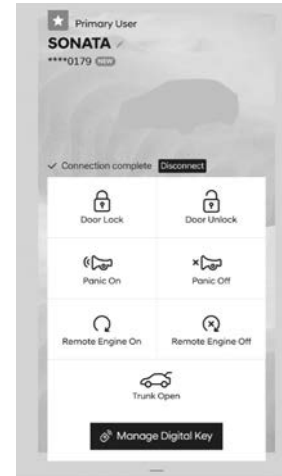 Primary User
SONATA
****0179 NEW
Connection complete Disconnect
Door Lock Door Unlock
Panic On Panic Off
Remote Engine On Remote Engine Off
Trunk Open
Manage Digital Key